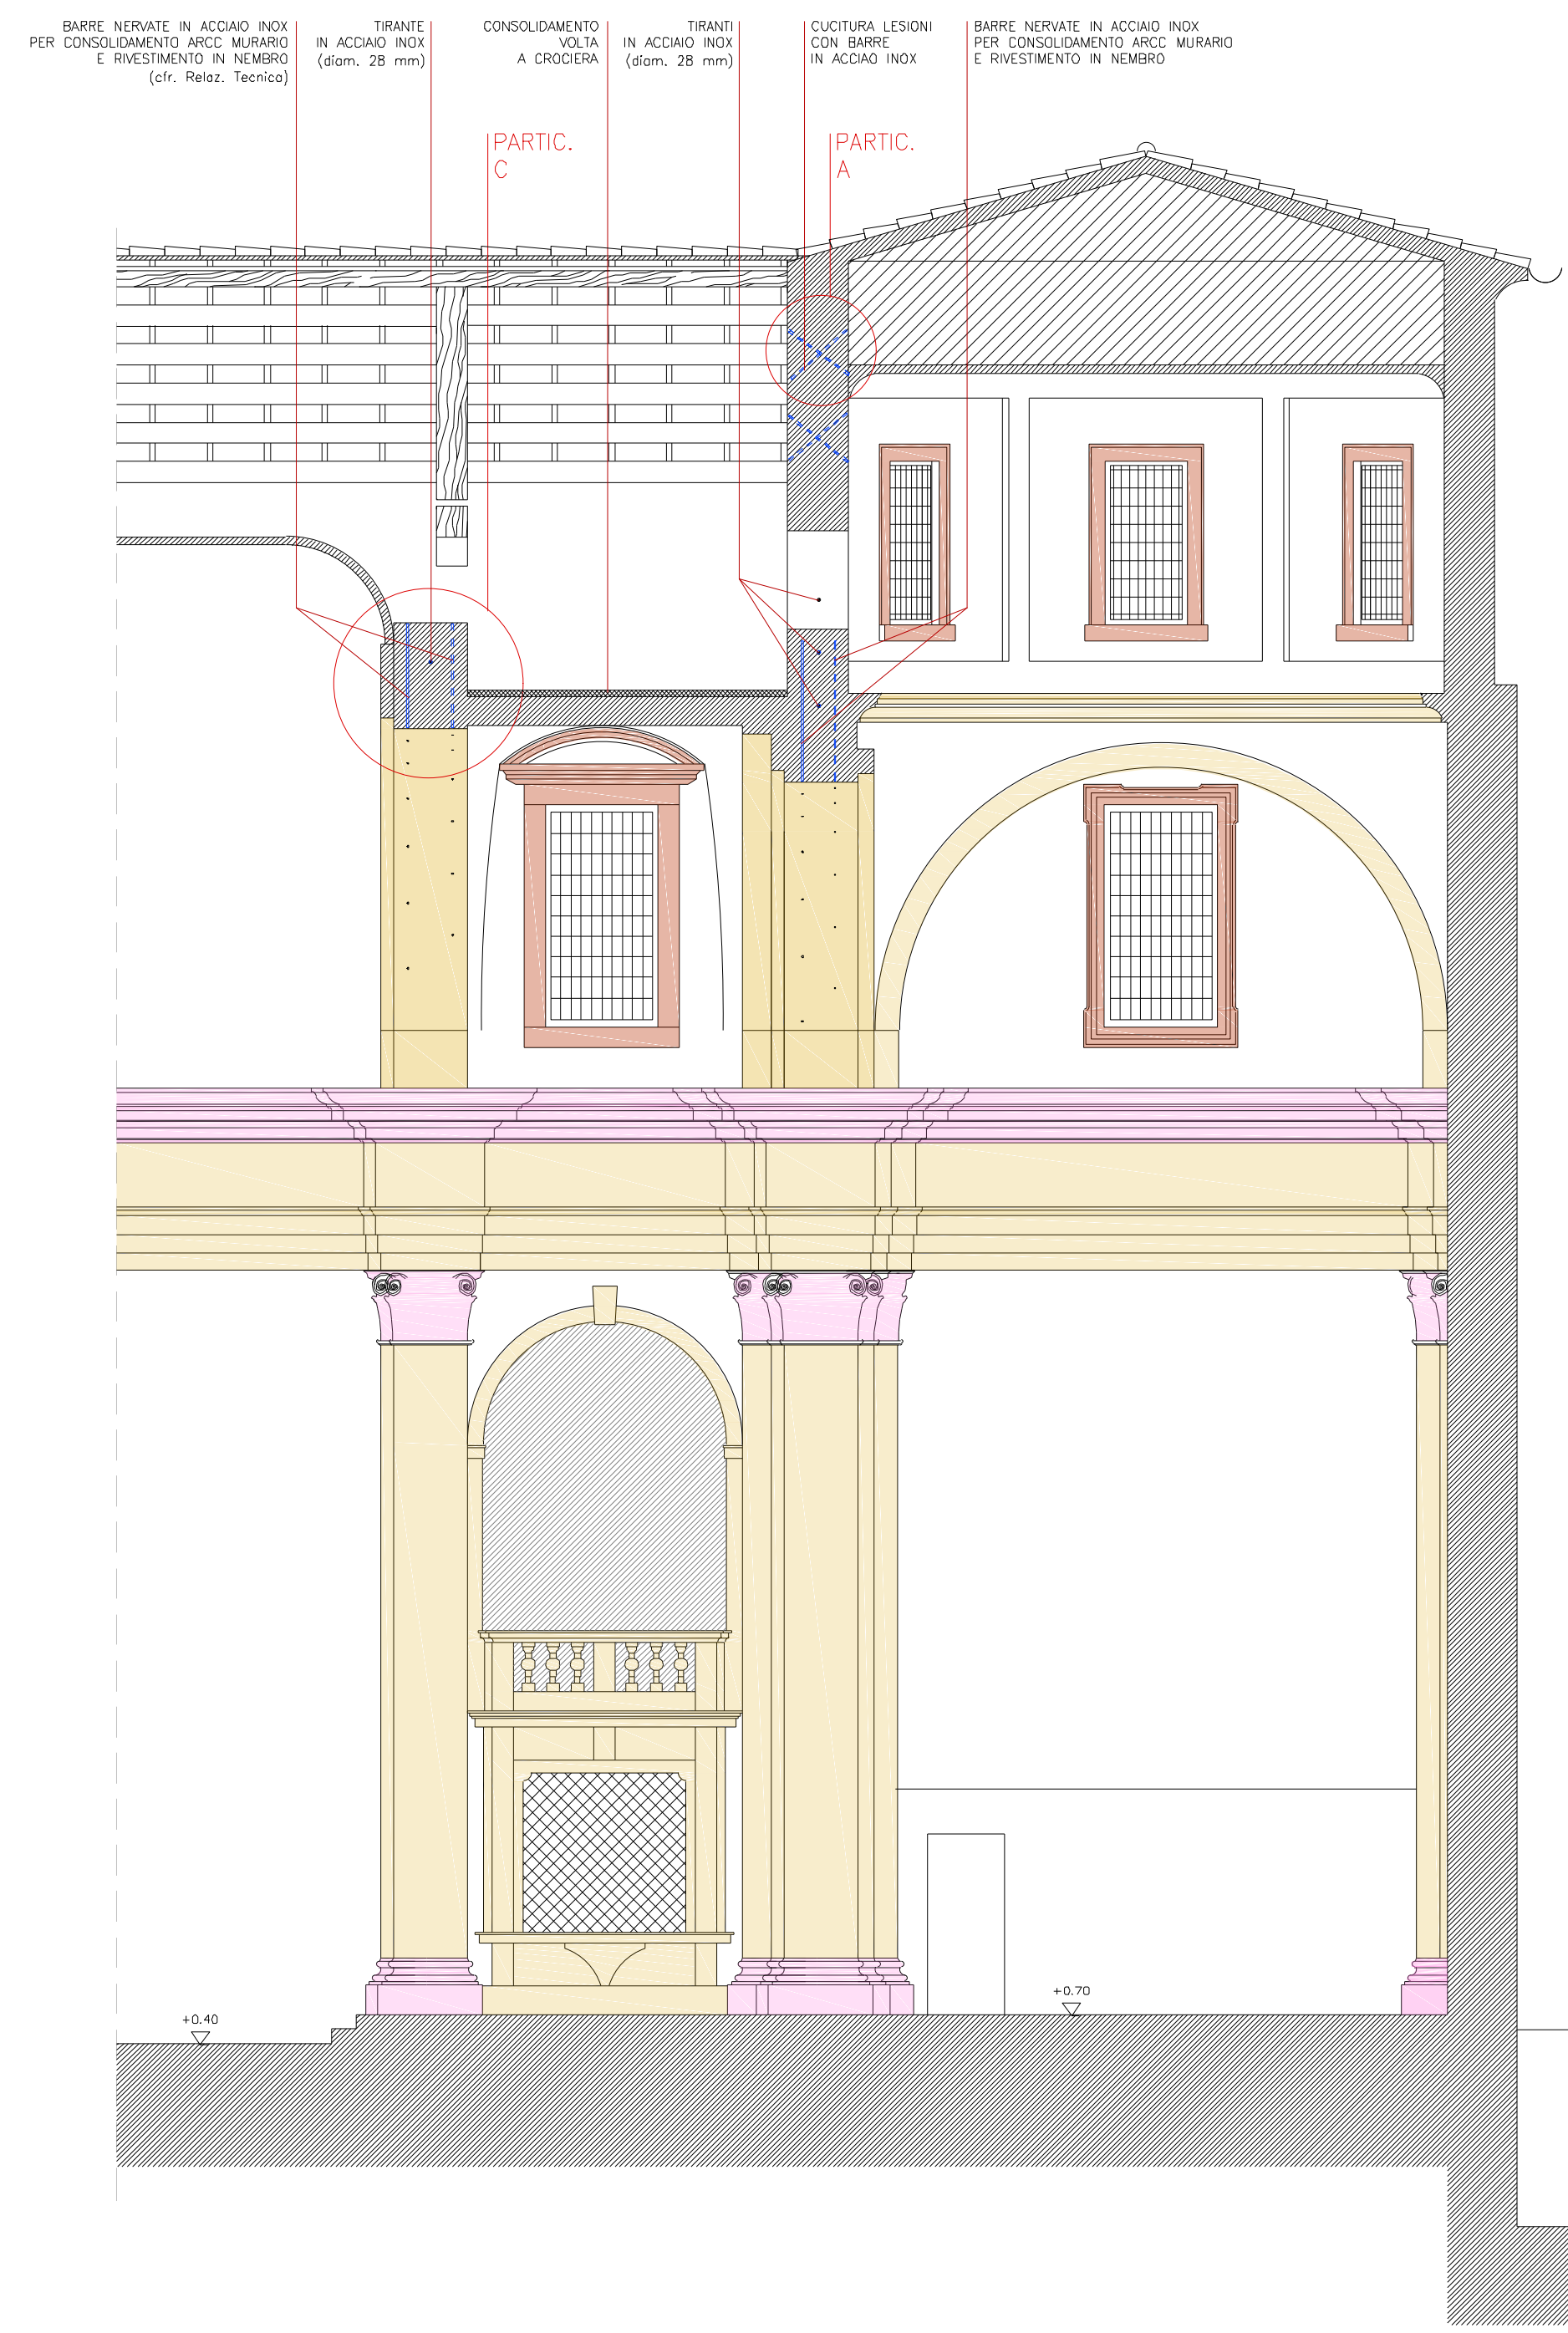 BARRE NERVATE IN ACCIAIO INOX
PER CONSOLIDAMENTO ARCC MURARIO
E RIVESTIMENTO IN NEMBRO
(cfr. Relaz. Tecnica)
TIRANTE
IN ACCIAIO INOX
(diam. 28 mm)
CONSOLIDAMENTO
VOLTA
A CROCIERA
TIRANTI
IN ACCIAIO INOX
(diam. 28 mm)
CUCITURA LESIONI
CON BARRE
IN ACCIAO INOX
BARRE NERVATE IN ACCIAIO INOX
PER CONSOLIDAMENTO ARCC MURARIO
E RIVESTIMENTO IN NEMBRO
PARTIC.
C
PARTIC.
A
+0.40
+0.70